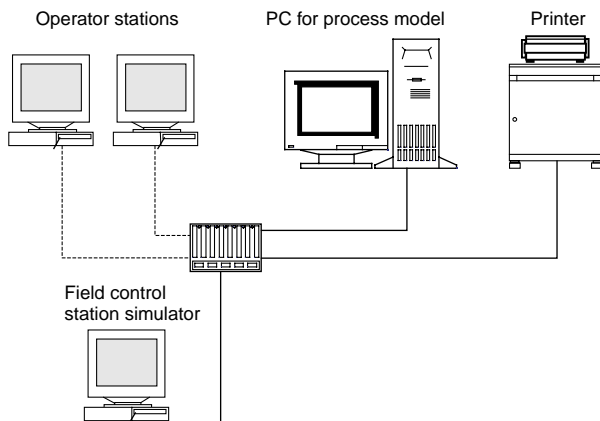 Operator stations
PC for process model
Printer
Field control
station simulator